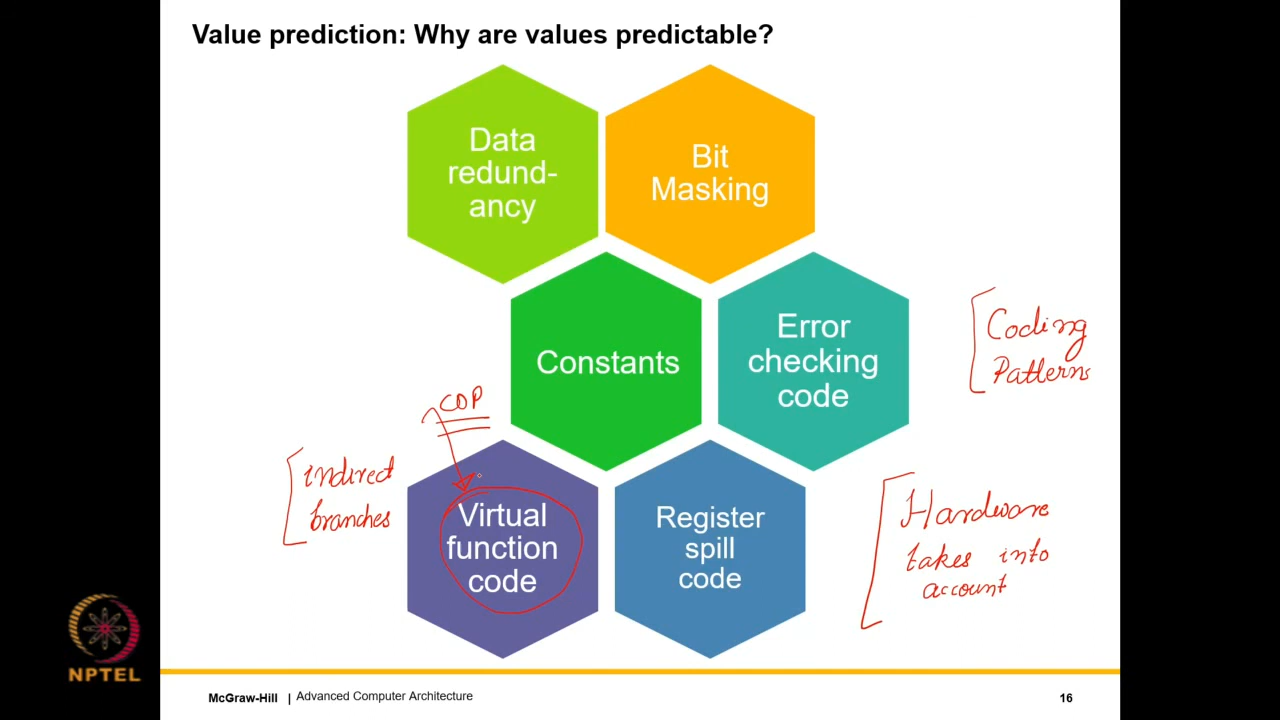 Value prediction: Why are values predictable?
Data
redund-
ancy
Bit
Masking
Constants
Error
checking
code
Coding
Patterns
COP
indirect
branches
Virtual
function
code
Register
spill
code
Hardware
takes into
account
NPTEL
McGraw-Hill | Advanced Computer Architecture 16